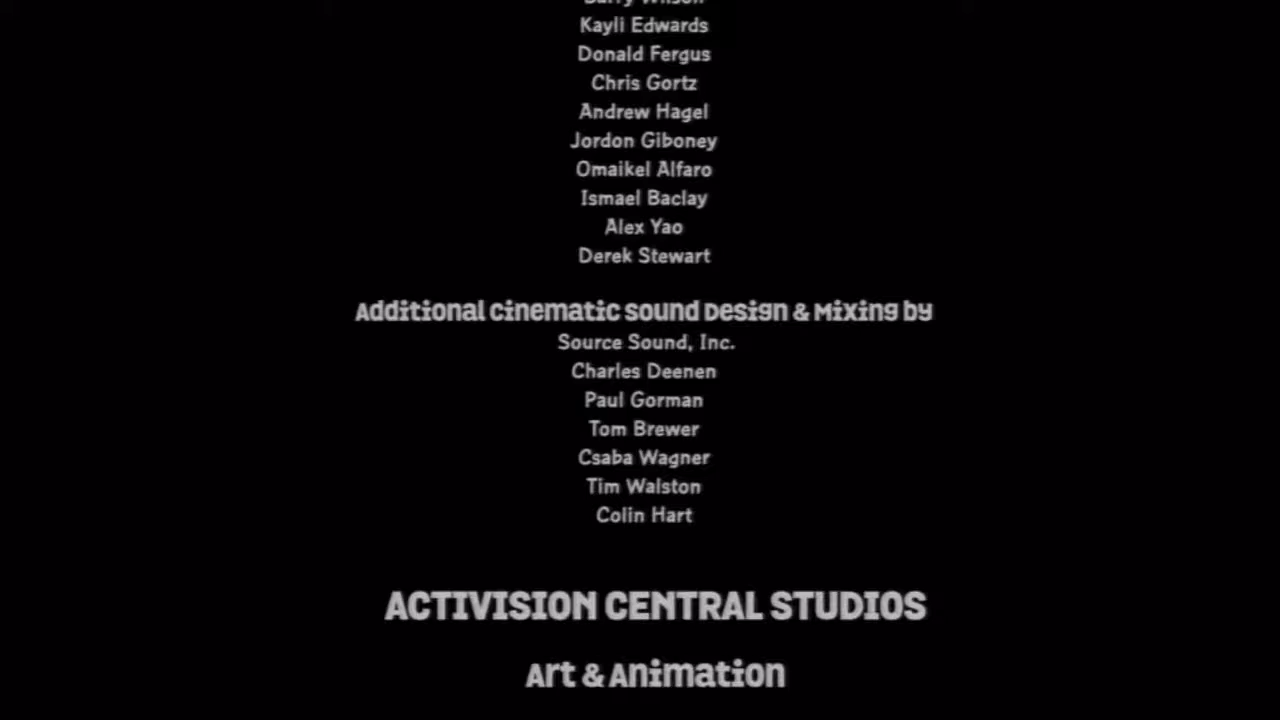 Kayli Edwards
Donald Fergus
Chris Gortz
Andrew Hagel
Jordon Giboney
Omaikel Alfaro
Ismael Baclay
Alex Yao
Derek Stewart
Additional Cinematic Sound Design & Mixing by
Source Sound, Inc.
Charles Deenen
Paul Gorman
Tom Brewer
Csaba Wagner
Tim Walston
Colin Hart
ACTIVISION CENTRAL STUDIOS
Art & Animation